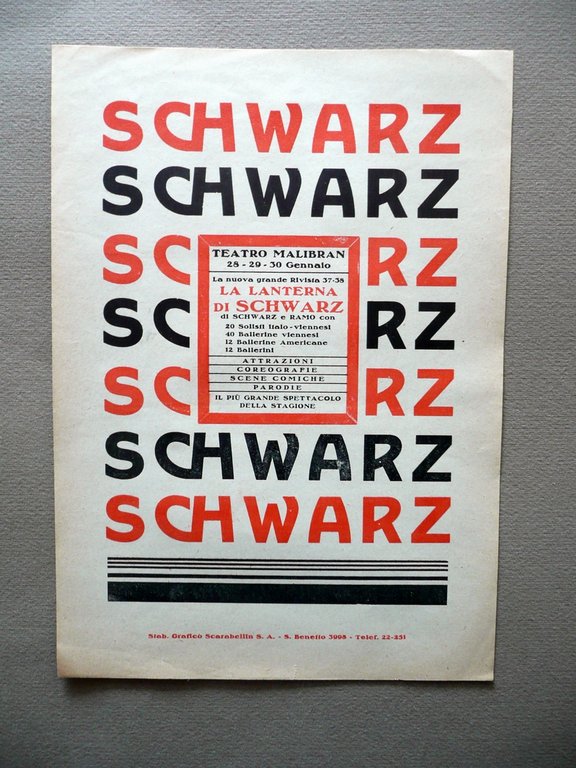 SCHWARZ
SCHWARZ
SC RZ
TEATRO MALIBRAN
28 - 29 - 30 Gennaio
La nuova grande Rivista 37-38
LA LANTERNA
DI SCHWARZ
di SCHWARZ e RAMO con
20 Solisti italo-viennesi
40 Ballerine viennesi
12 Ballerine Americane
12 Ballerini
ATTRAZIONI
COREOGRAFIE
SCENE COMICHE
PARODIE
IL PIÙ GRANDE SPETTACOLO
DELLA STAGIONE
SC RZ
SC RZ
SCHWARZ
SCHWARZ
Stab. Grafico Scarabellin S. A. - S. Benetto 3998 - Telef. 22-251